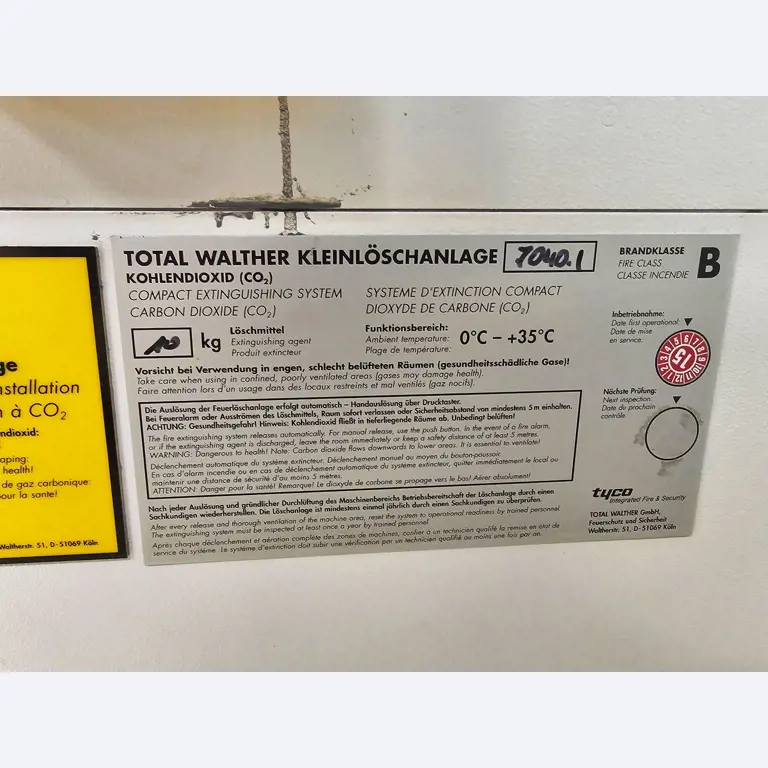 TOTAL WALTHER KLEINLÖSCHANLAGE 7040.1
KOHLENDIOXID (CO₂)
COMPACT EXTINGUISHING SYSTEM
CARBON DIOXIDE (CO₂)
SYSTEME D'EXTINCTION COMPACT
DIOXYDE DE CARBONE (CO₂)
BRANDKLASSE
FIRE CLASS
CLASSE INCENDIE
B
kg
Löschmittel
Extinguishing agent
Produit extincteur
Funktionsbereich:
Ambient temperature:
Plage de température:
0°C – +35°C
Vorsicht bei Verwendung in engen, schlecht belüfteten Räumen (gesundheitsschädliche Gase)!
Take care when using in confined, poorly ventilated areas (gases may damage health).
Faire attention lors d'un usage dans des locaux restreints et mal ventilés (gaz nocifs).
Die Auslösung der Feuerlöschanlage erfolgt automatisch – Handauslösung über Drucktaster.
Bei Feueralarm oder Ausströmen des Löschmittels, Raum sofort verlassen oder Sicherheitsabstand von mindestens 5 m einhalten.
ACHTUNG: Gesundheitsgefahr! Hinweis: Kohlendioxid fließt in tieferliegende Räume ab. Unbedingt belüften!
The fire extinguishing system releases automatically. For manual release, use the push button. In the event of a fire alarm,
or if the extinguishing agent is discharged, leave the room immediately or keep a safety distance of at least 5 metres.
WARNING: Dangerous to health! Note: Carbon dioxide flows downwards to lower areas. It is essential to ventilate!
Déclenchement automatique du système extincteur. Déclenchement manuel au moyen du bouton-poussoir.
En cas d'alarme incendie ou en cas de déclenchement automatique du système extincteur, quitter immédiatement le local ou
maintenir une distance de sécurité d'au moins 5 mètres.
ATTENTION: Danger pour la santé! Remarque! Le dioxyde de carbone se propage vers le bas! Aérer absolument!
Nach jeder Auslösung und gründlicher Durchlüftung des Maschinenbereichs Betriebsbereitschaft der Löschanlage durch einen
Sachkundigen wiederherstellen. Die Löschanlage ist mindestens einmal jährlich durch einen Sachkundigen zu überprüfen.
After every release and thorough ventilation of the machine area, reset the system to operational readiness by trained personnel
The extinguishing system must be inspected at least once a year by trained personnel
Après chaque déclenchement et aération complète des zones de machines, confier à un technicien qualifié la remise en état de
service du système. Le système d'extinction doit subir une vérification par un technicien qualifié au moins une fois par an.
Inbetriebnahme:
Date first operational:
Date de mise
en service:
1 2 3 4 5 6 7 8 9 10 11 12
15
Nächste Prüfung:
Next inspection:
Date du prochain
contrôle
tyco
Integrated Fire & Security
TOTAL WALTHER GmbH,
Feuerschutz und Sicherheit
Waltherstr. 51, D-51069 Köln
ge
nstallation
n à CO₂
ndioxid:
aping:
health!
de gaz carbonique:
our la santé!
Waltherstr. 51, D-51069 Köln